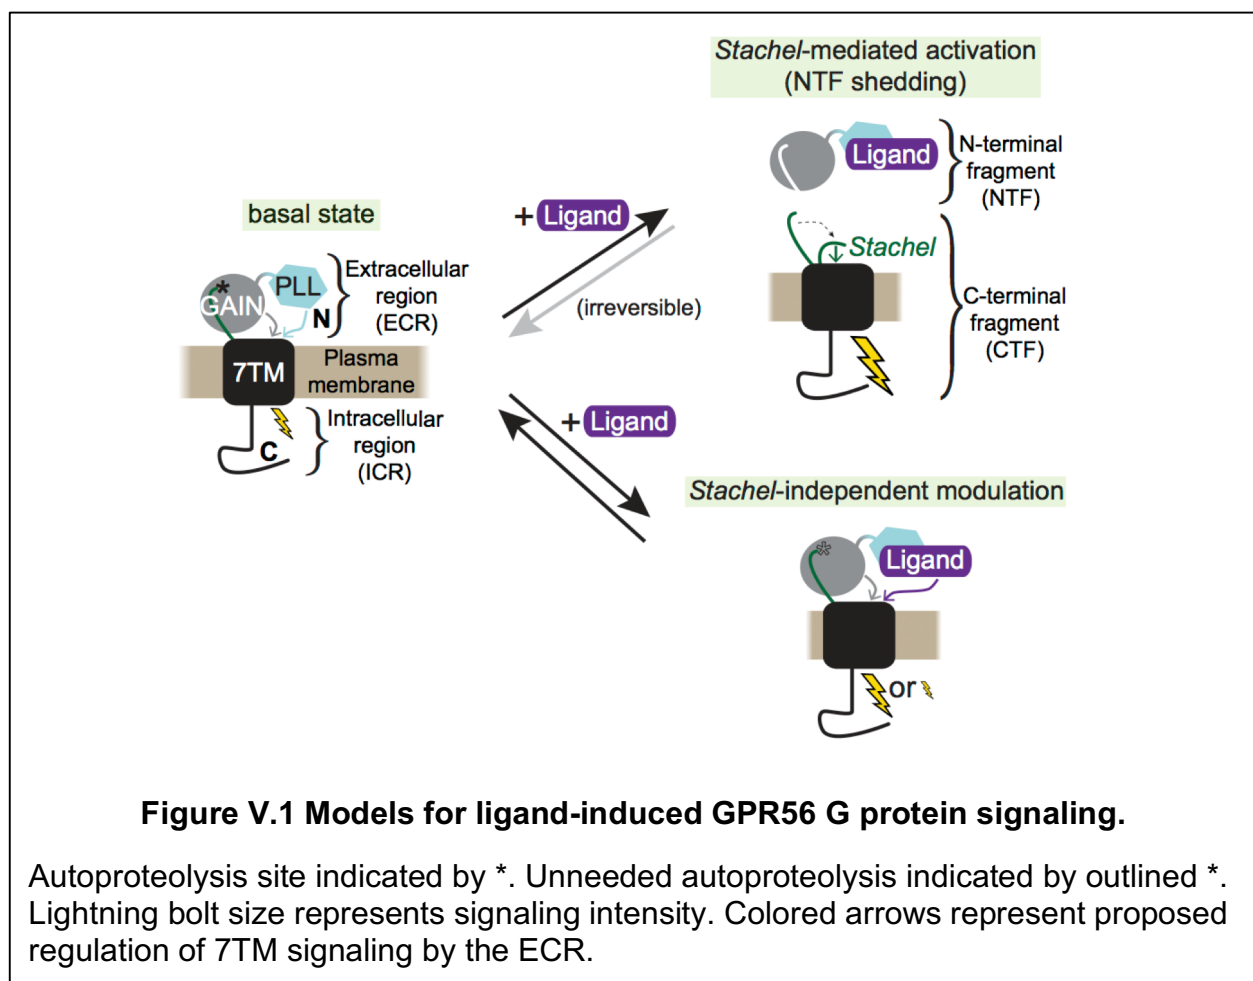 Stachel-mediated activation
(NTF shedding)
Ligand
N-terminal
fragment
(NTF)
basal state
+ Ligand
Stachel
*
GAIN
PLL
N
Extracellular
region
(ECR)
(irreversible)
C-terminal
fragment
(CTF)
7TM
Plasma
membrane
C
Intracellular
region
(ICR)
+ Ligand
Stachel-independent modulation
*
Ligand
or
Figure V.1 Models for ligand-induced GPR56 G protein signaling.
Autoproteolysis site indicated by *. Unneeded autoproteolysis indicated by outlined *.
Lightning bolt size represents signaling intensity. Colored arrows represent proposed
regulation of 7TM signaling by the ECR.